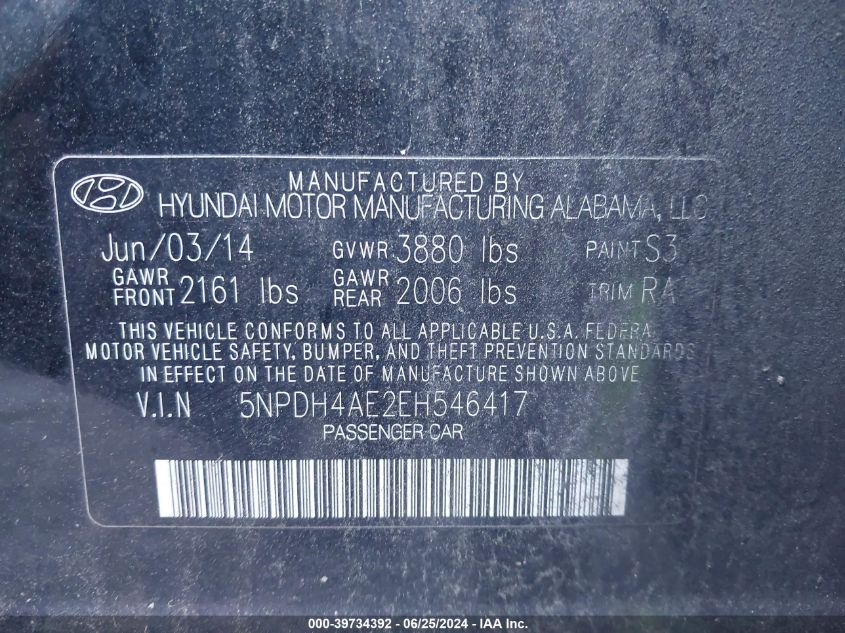 MANUFACTURED BY
HYUNDAI MOTOR MANUFACTURING ALABAMA, LLC
Jun/03/14 GVWR 3880 lbs PAINT S3
GAWR FRONT 2161 lbs GAWR REAR 2006 lbs TRIM RA
THIS VEHICLE CONFORMS TO ALL APPLICABLE U.S.A. FEDERA
MOTOR VEHICLE SAFETY, BUMPER, AND THEFT PREVENTION STANDARDS
IN EFFECT ON THE DATE OF MANUFACTURE SHOWN ABOVE
V.I.N 5NPDH4AE2EH546417
PASSENGER CAR
000-39734392 - 06/25/2024 - IAA Inc.